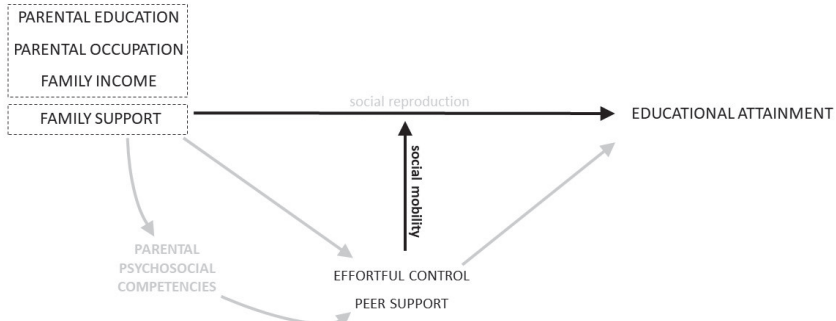 PARENTAL EDUCATION
PARENTAL OCCUPATION
FAMILY INCOME
FAMILY SUPPORT
social reproduction
EDUCATIONAL ATTAINMENT
social mobility
PARENTAL
PSYCHOSOCIAL
COMPETENCIES
EFFORTFUL CONTROL
PEER SUPPORT